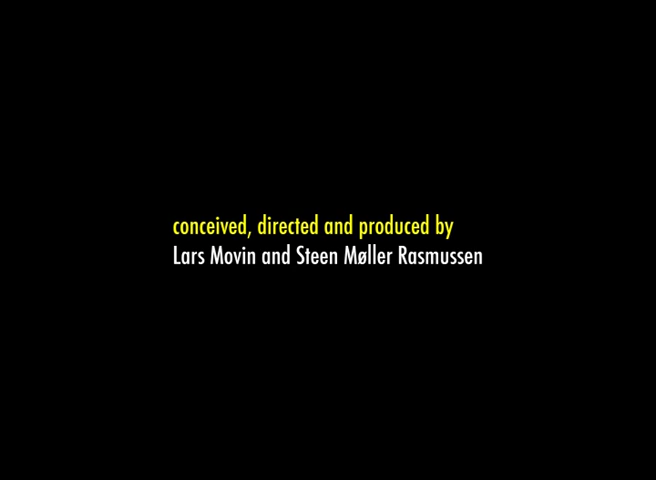 conceived, directed and produced by
Lars Movin and Steen Møller Rasmussen